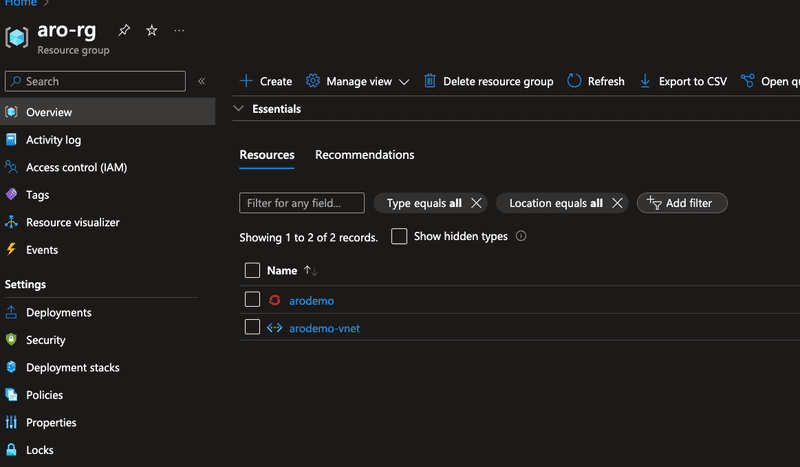 Home
aro-rg
Resource group
Search
Overview
Activity log
Access control (IAM)
Tags
Resource visualizer
Events
Settings
Deployments
Security
Deployment stacks
Policies
Properties
Locks
Create Manage view Delete resource group Refresh Export to CSV Open
Essentials
Resources Recommendations
Filter for any field... Type equals all Location equals all Add filter
Showing 1 to 2 of 2 records. Show hidden types
Name
arodemo
arodemo-vnet